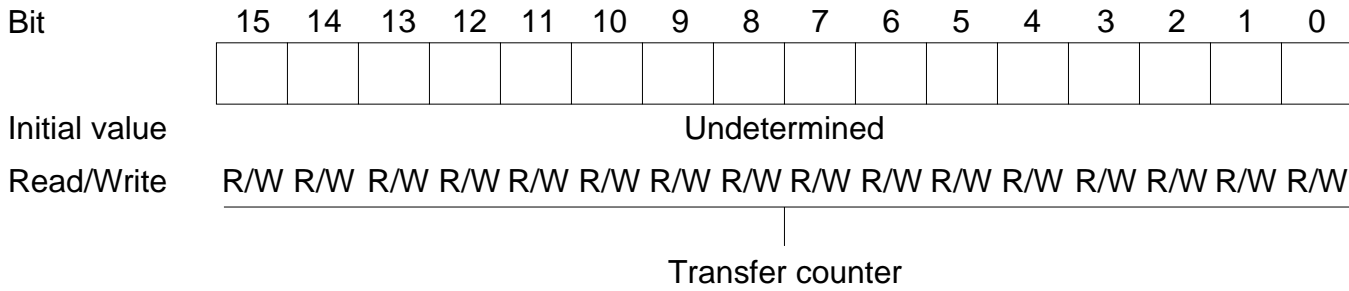 Bit 15 14 13 12 11 10 9 8 7 6 5 4 3 2 1 0
Initial value Undetermined
Read/Write R/W R/W R/W R/W R/W R/W R/W R/W R/W R/W R/W R/W R/W R/W R/W R/W
Transfer counter